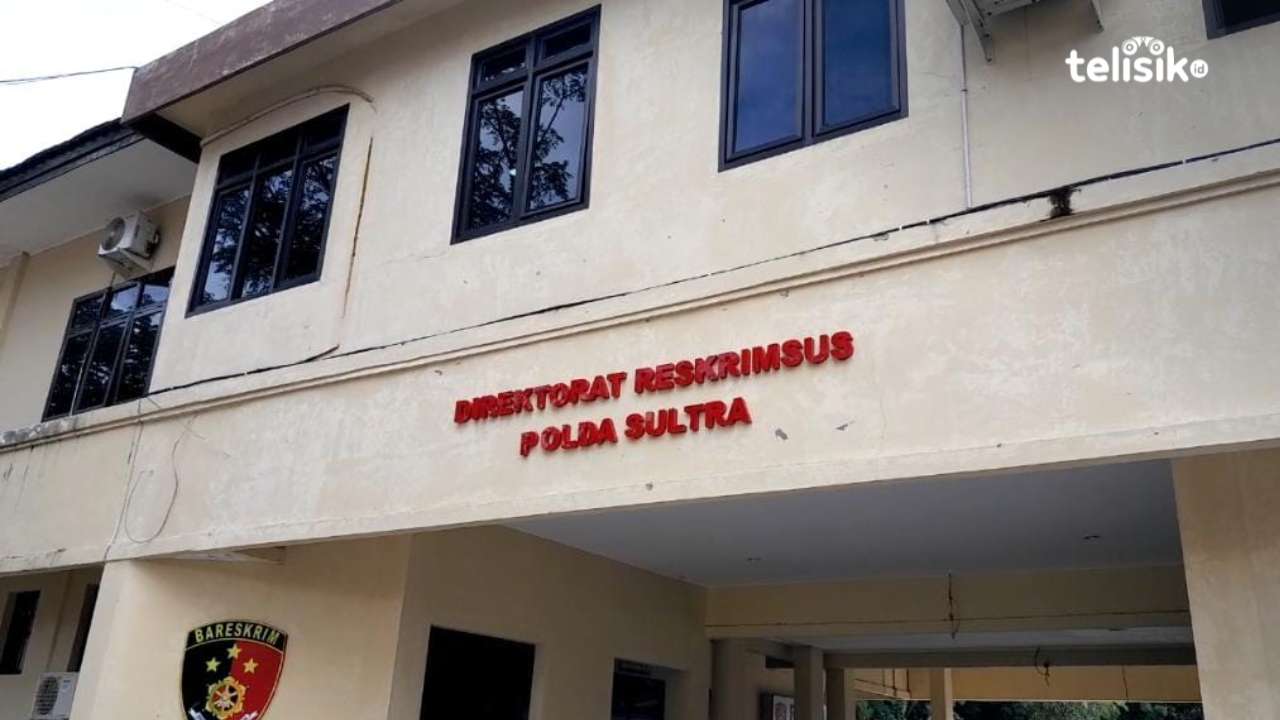 telisik.id
DIREKTORAT RESKRIMSUS
POLDA SULTRA
BARESKRIM